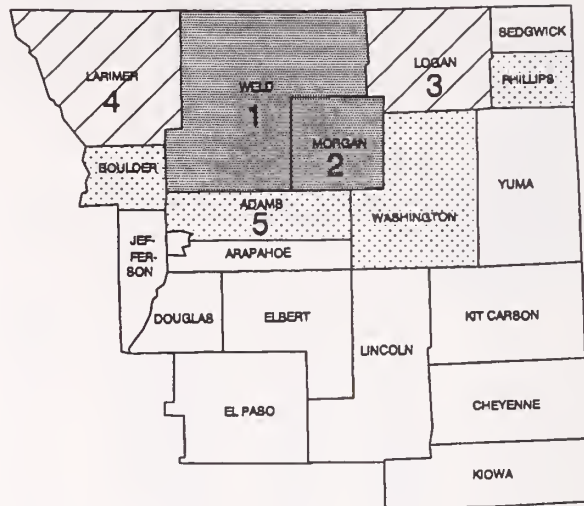 SEDGWICK
LARIMER
4
WELD
1
LOGAN
3
PHILLIPS
MORGAN
2
BOULDER
YUMA
ADAMS
5
WASHINGTON
JEF-
FER-
SON
ARAPAHOE
DOUGLAS
ELBERT
KIT CARSON
LINCOLN
EL PASO
CHEYENNE
KIOWA